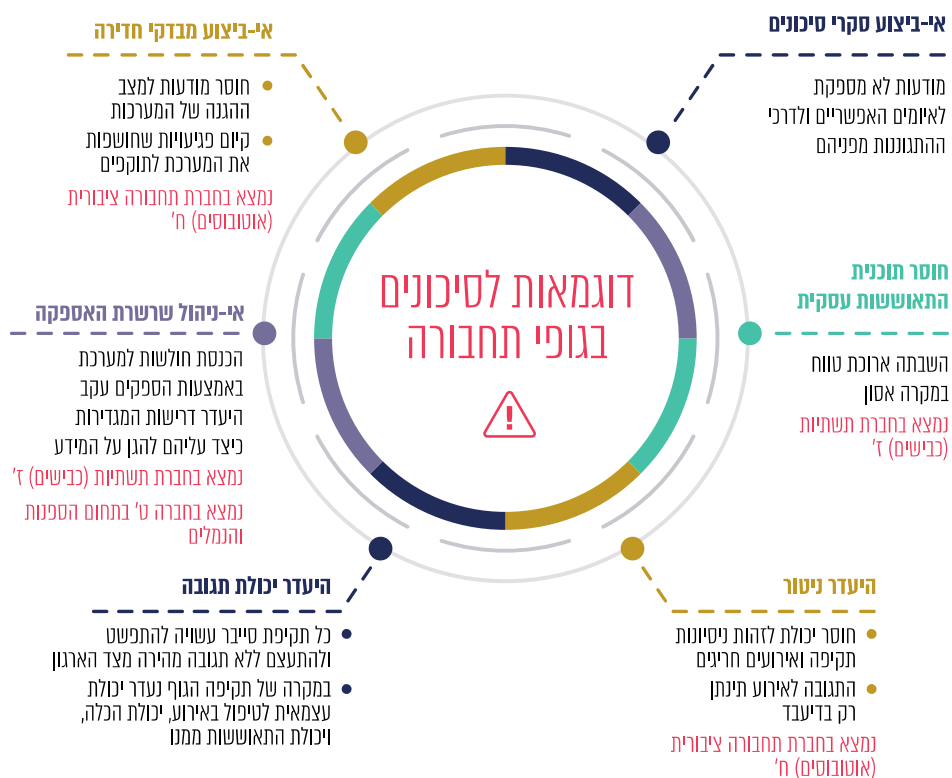 דוגמאות לסיכונים
בגופי תחבורה
אי-ביצוע סקרי סיכונים
מודעות לא מספקת
לאיומים האפשריים ולדרכי
ההתגוננות מפניהם
חוסר תוכנית
התאוששות עסקית
השבתה ארוכת טווח
במקרה אסון
נמצא בחברת תשתיות
(כבישים) ז'
היעדר ניטור
• חוסר יכולת לזהות ניסיונות
תקיפה ואירועים חריגים
• התגובה לאירוע תינתן
רק בדיעבד
נמצא בחברת תחבורה ציבורית
(אוטובוסים) ח'
היעדר יכולת תגובה
• כל תקיפת סייבר עשויה להתפשט
ולהתעצם ללא תגובה מהירה מצד הארגון
• במקרה של תקיפה הגוף נעדר יכולת
עצמאית לטיפול באירוע, יכולת הכלה,
ויכולת התאוששות ממנו
אי-ניהול שרשרת האספקה
הכנסת חולשות למערכת
באמצעות הספקים עקב
היעדר דרישות המגדירות
כיצד עליהם להגן על המידע
נמצא בחברת תשתיות (כבישים) ז'
נמצא בחברה ט' בתחום הספנות
והנמלים
אי-ביצוע מבדקי חדירה
• חוסר מודעות למצב
ההגנה של המערכות
• קיום פגיעויות שחושפות
את המערכת לתוקפים
נמצא בחברת תחבורה ציבורית
(אוטובוסים) ח'